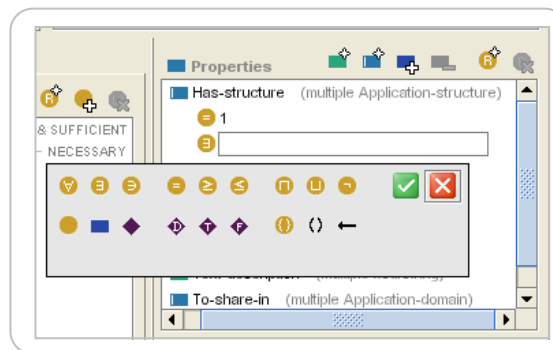 Properties
Has-structure (multiple Application-structure)
= 1
∃
& SUFFICIENT
NECESSARY
∀ ∃ ∋ = ≥ ≤ ⊓ ⊔ ¬
D T F {} () ←
To-share-in (multiple Application-domain)